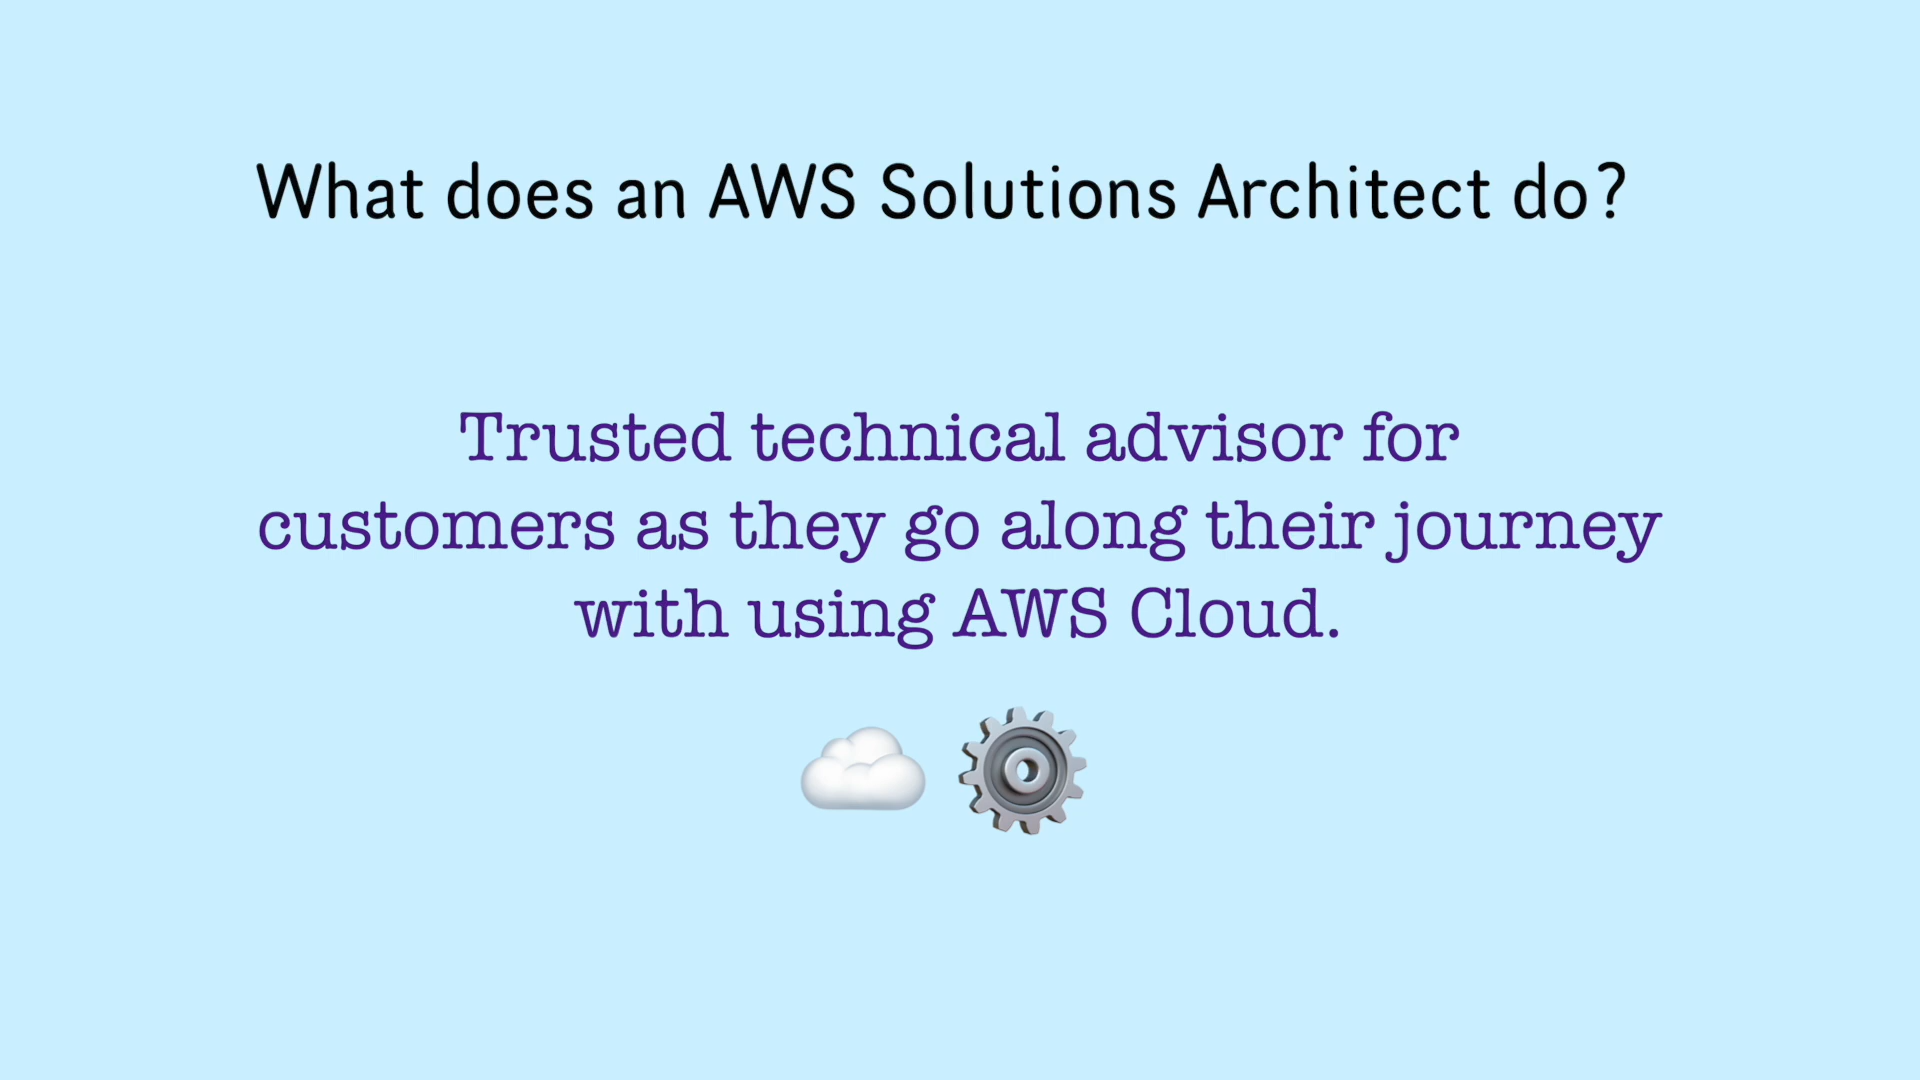 What does an AWS Solutions Architect do?
Trusted technical advisor for
customers as they go along their journey
with using AWS Cloud.